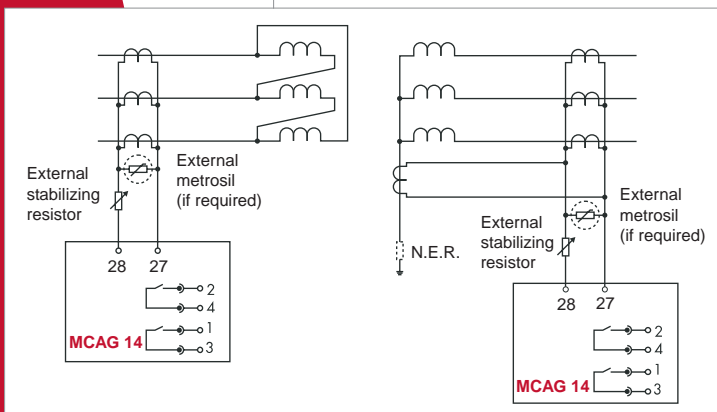 External
stabilizing
resistor
External
metrosil
(if required)
28 27
2
4
1
MCAG 14
3
N.E.R.
External
stabilizing
resistor
External
metrosil
(if required)
28 27
2
4
1
MCAG 14
3